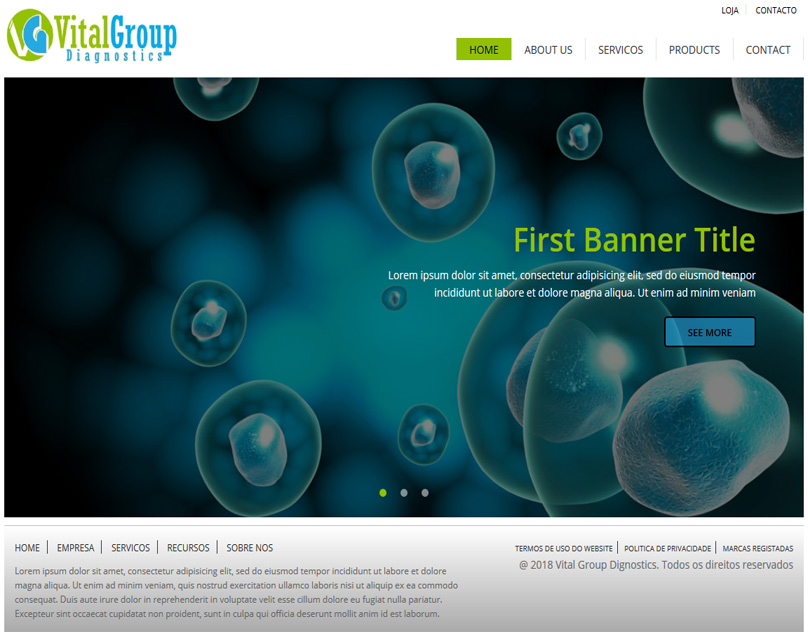 LOJA CONTACTO
VitalGroup
Diagnostics
HOME ABOUT US SERVICOS PRODUCTS CONTACT
First Banner Title
Lorem ipsum dolor sit amet, consectetur adipisicing elit, sed do eiusmod tempor
incididunt ut labore et dolore magna aliqua. Ut enim ad minim veniam
SEE MORE
HOME EMPRESA SERVICOS RECURSOS SOBRE NOS
Lorem ipsum dolor sit amet, consectetur adipisicing elit, sed do eiusmod tempor incididunt ut labore et dolore
magna aliqua. Ut enim ad minim veniam, quis nostrud exercitation ullamco laboris nisi ut aliquip ex ea commodo
consequat. Duis aute irure dolor in reprehenderit in voluptate velit esse cillum dolore eu fugiat nulla pariatur.
Excepteur sint occaecat cupidatat non proident, sunt in culpa qui officia deserunt mollit anim id est laborum.
TERMOS DE USO DO WEBSITE POLITICA DE PRIVACIDADE MARCAS REGISTADAS
@ 2018 Vital Group Dignostics. Todos os direitos reservados